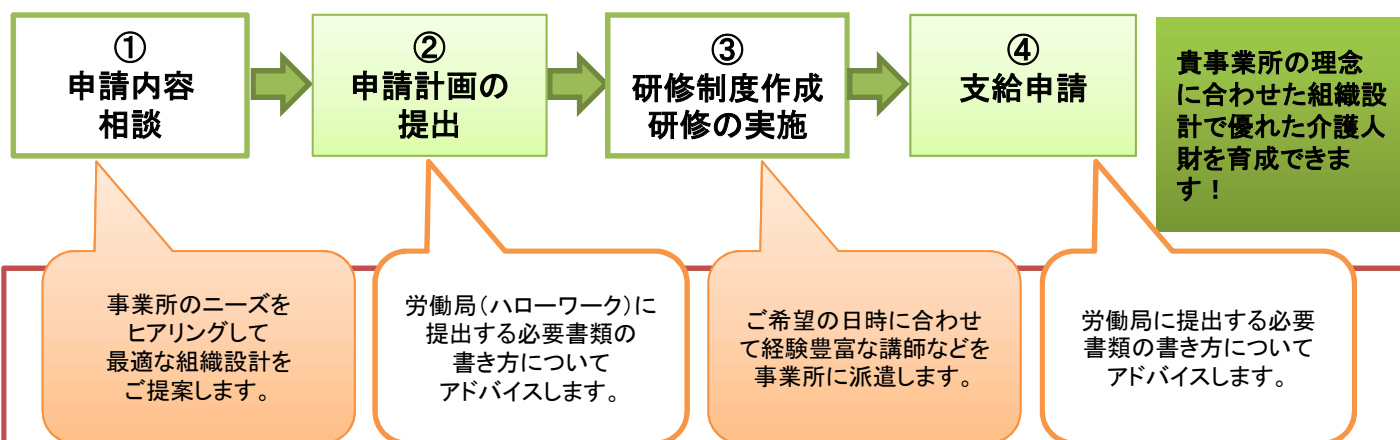 ①
申請内容
相談
②
申請計画の
提出
③
研修制度作成
研修の実施
④
支給申請
貴事業所の理念
に合わせた組織設
計で優れた介護人
財を育成できま
す！
事業所のニーズを
ヒアリングして
最適な組織設計を
ご提案します。
労働局（ハローワーク）に
提出する必要書類の
書き方について
アドバイスします。
ご希望の日時に合わせ
て経験豊富な講師などを
事業所に派遣します。
労働局に提出する必要
書類の書き方について
アドバイスします。